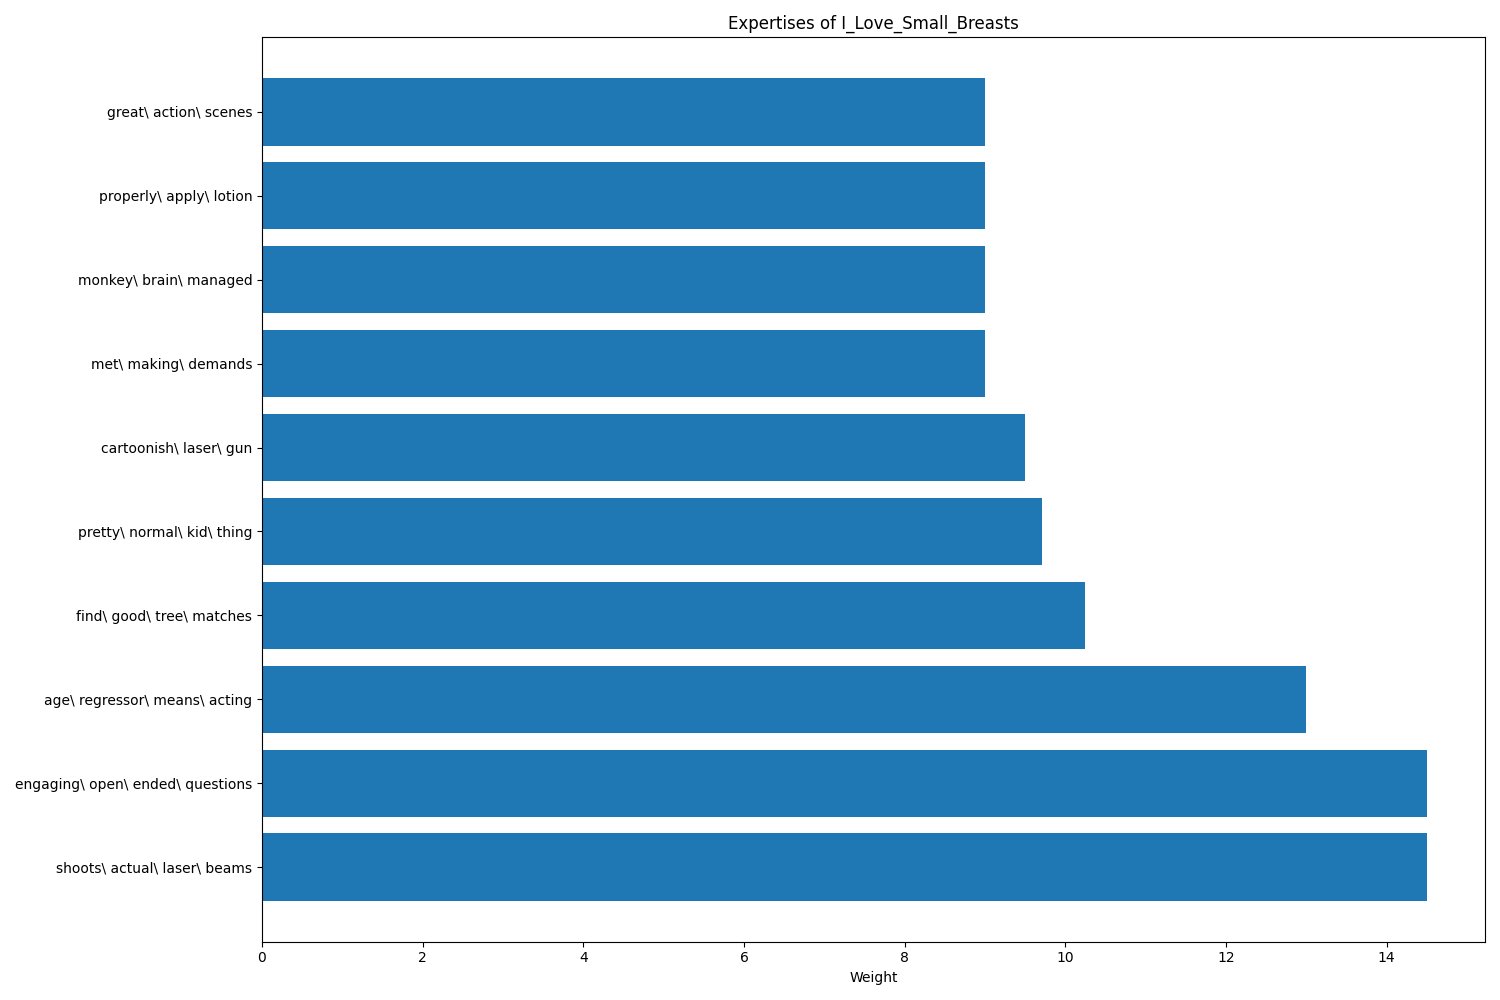 Expertises of I_Love_Small_Breasts
great\ action\ scenes
properly\ apply\ lotion
monkey\ brain\ managed
met\ making\ demands
cartoonish\ laser\ gun
pretty\ normal\ kid\ thing
find\ good\ tree\ matches
age\ regressor\ means\ acting
engaging\ open\ ended\ questions
shoots\ actual\ laser\ beams
0 2 4 6 8 10 12 14
Weight